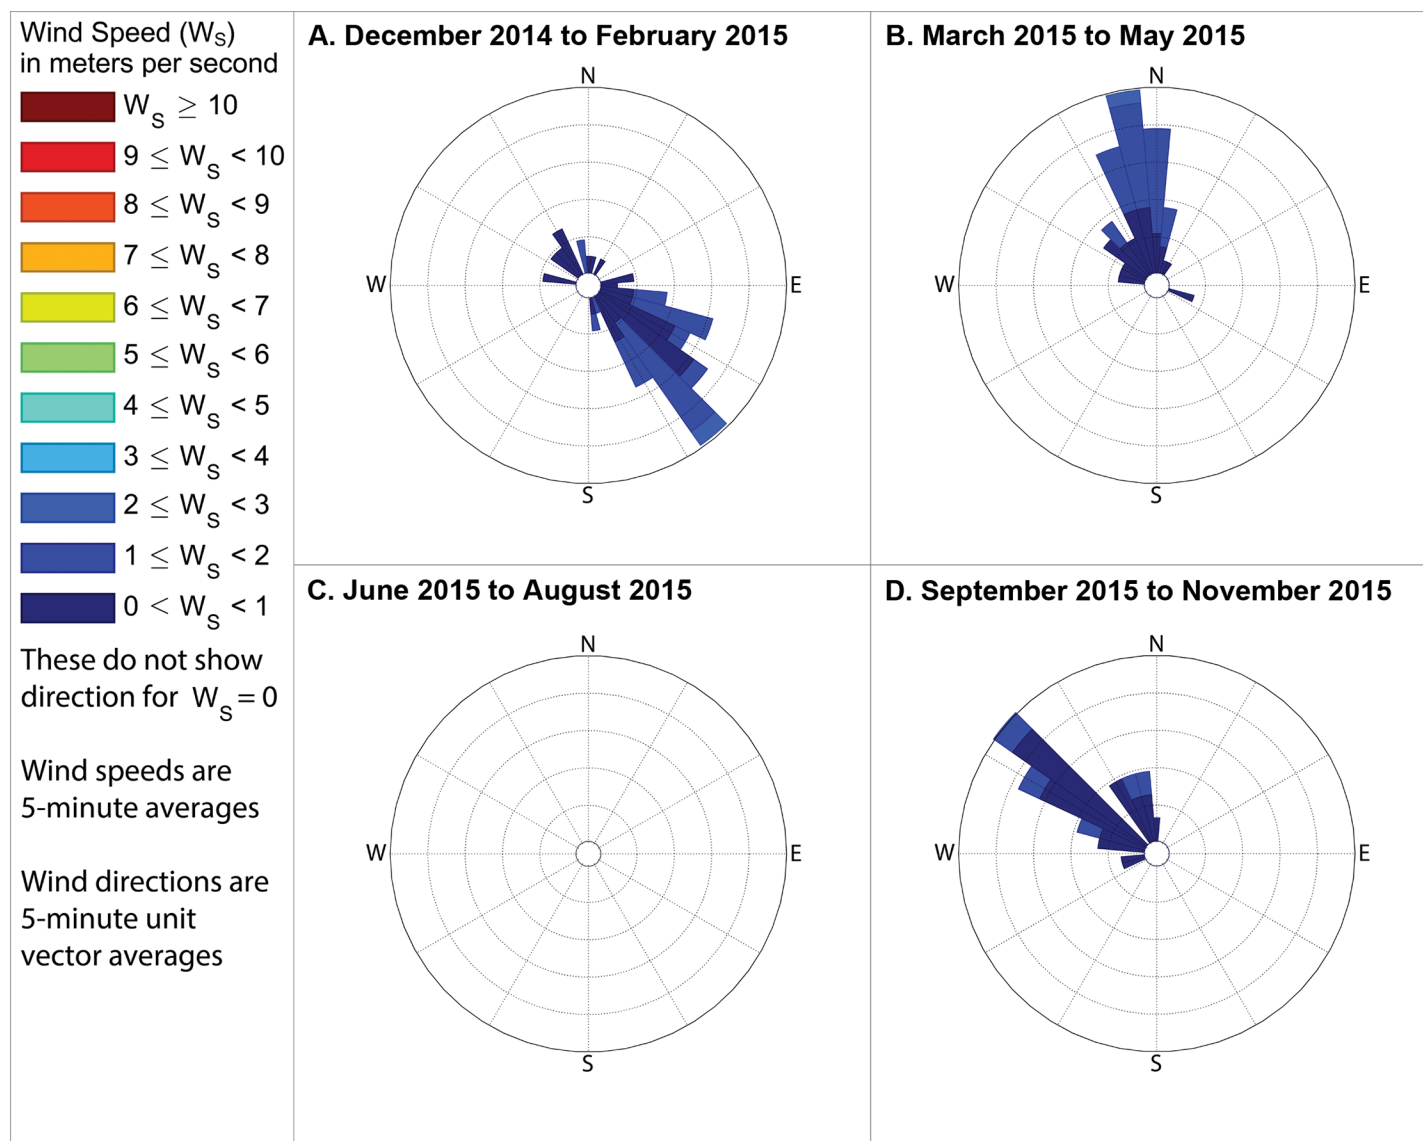 Wind Speed (WS)
in meters per second
WS ≥ 10
9 ≤ WS < 10
8 ≤ WS < 9
7 ≤ WS < 8
6 ≤ WS < 7
5 ≤ WS < 6
4 ≤ WS < 5
3 ≤ WS < 4
2 ≤ WS < 3
1 ≤ WS < 2
0 < WS < 1
These do not show
direction for WS = 0
Wind speeds are
5-minute averages
Wind directions are
5-minute unit
vector averages
A. December 2014 to February 2015
N
W
E
S
B. March 2015 to May 2015
N
W
E
S
C. June 2015 to August 2015
N
W
E
S
D. September 2015 to November 2015
N
W
E
S